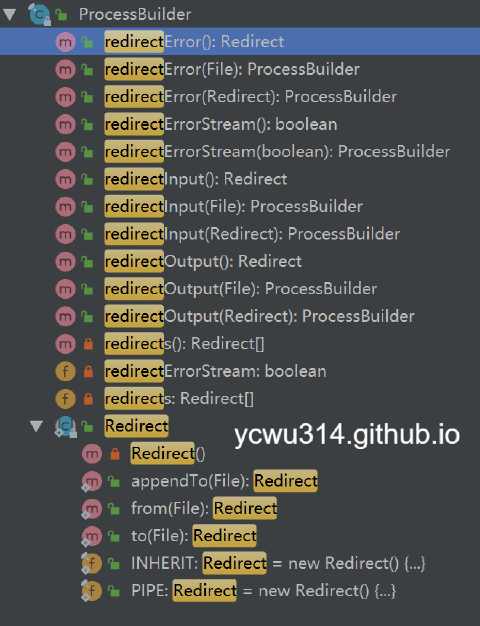 ProcessBuilder
redirectError(): Redirect
redirectError(File): ProcessBuilder
redirectError(Redirect): ProcessBuilder
redirectErrorStream(): boolean
redirectErrorStream(boolean): ProcessBuilder
redirectInput(): Redirect
redirectInput(File): ProcessBuilder
redirectInput(Redirect): ProcessBuilder
redirectOutput(): Redirect
redirectOutput(File): ProcessBuilder
redirectOutput(Redirect): ProcessBuilder
redirects(): Redirect[]
redirectErrorStream: boolean
redirects: Redirect[]
Redirect
ycwu314.github.io
Redirect()
appendTo(File): Redirect
from(File): Redirect
to(File): Redirect
INHERIT: Redirect = new Redirect() {...}
PIPE: Redirect = new Redirect() {...}